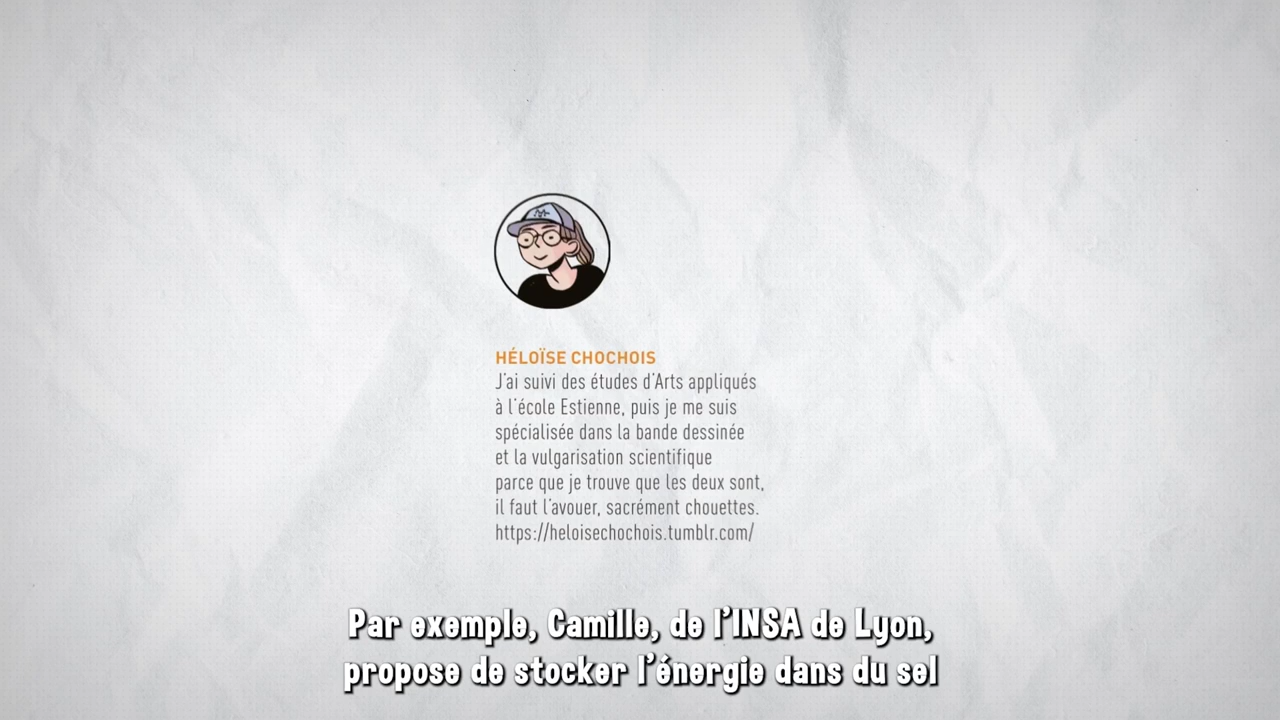 HÉLOÏSE CHOCHOIS
J'ai suivi des études d'Arts appliqués
à l'école Estienne, puis je me suis
spécialisée dans la bande dessinée
et la vulgarisation scientifique
parce que je trouve que les deux sont,
il faut l'avouer, sacrément chouettes.
https://heloisechochois.tumblr.com/
Par exemple, Camille, de l'INSA de Lyon,
propose de stocker l'énergie dans du sel